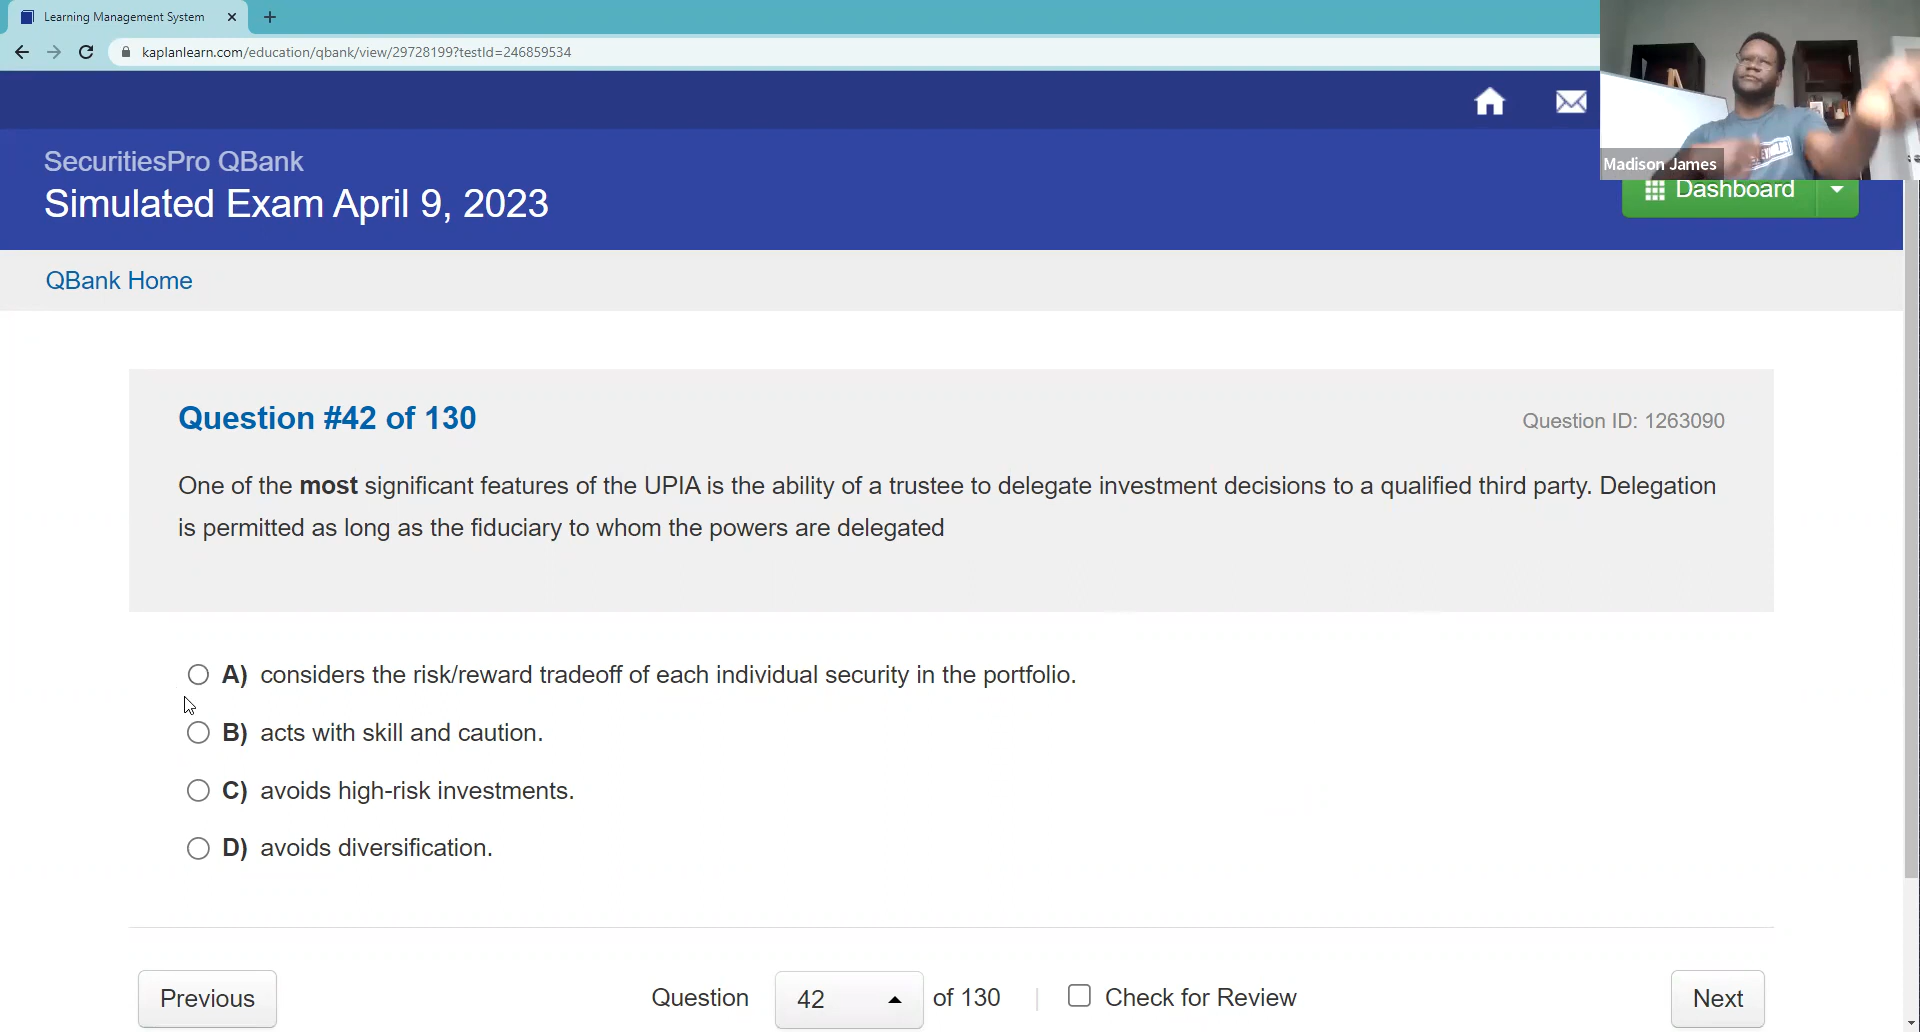 Learning Management System
kaplanlearn.com/education/qbank/view/29728199?testId=246859534
Madison James
SecuritiesPro QBank
Simulated Exam April 9, 2023
Dashboard
QBank Home
Question #42 of 130
Question ID: 1263090
One of the most significant features of the UPIA is the ability of a trustee to delegate investment decisions to a qualified third party. Delegation
is permitted as long as the fiduciary to whom the powers are delegated
A) considers the risk/reward tradeoff of each individual security in the portfolio.
B) acts with skill and caution.
C) avoids high-risk investments.
D) avoids diversification.
Previous
Question 42 of 130 | Check for Review
Next